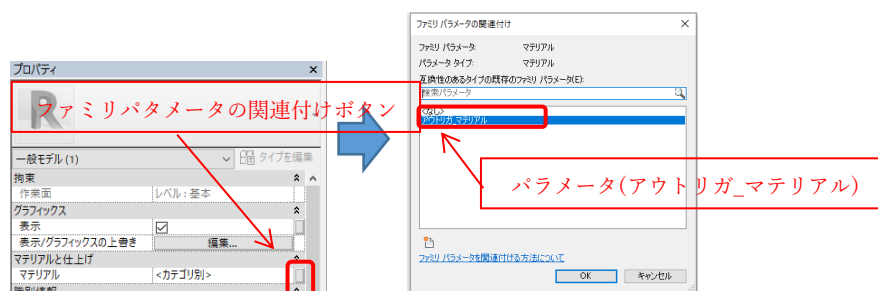 プロパティ
×
R
ファミリパタメータの関連付けボタン
一般モデル (1)
タイプを編集
拘束
作業面 レベル : 基本
グラフィックス
表示
表示/グラフィックスの上書き 編集...
マテリアルと仕上げ
マテリアル <カテゴリ別>
識別情報
ファミリ パラメータの関連付け
×
ファミリ パラメータ: マテリアル
パラメータ タイプ: マテリアル
互換性のあるタイプの既存のファミリ パラメータ(E):
検索パラメータ
<なし>
アウトリガ_マテリアル
パラメータ(アウトリガ_マテリアル)
ファミリ パラメータを関連付ける方法について
OK キャンセル